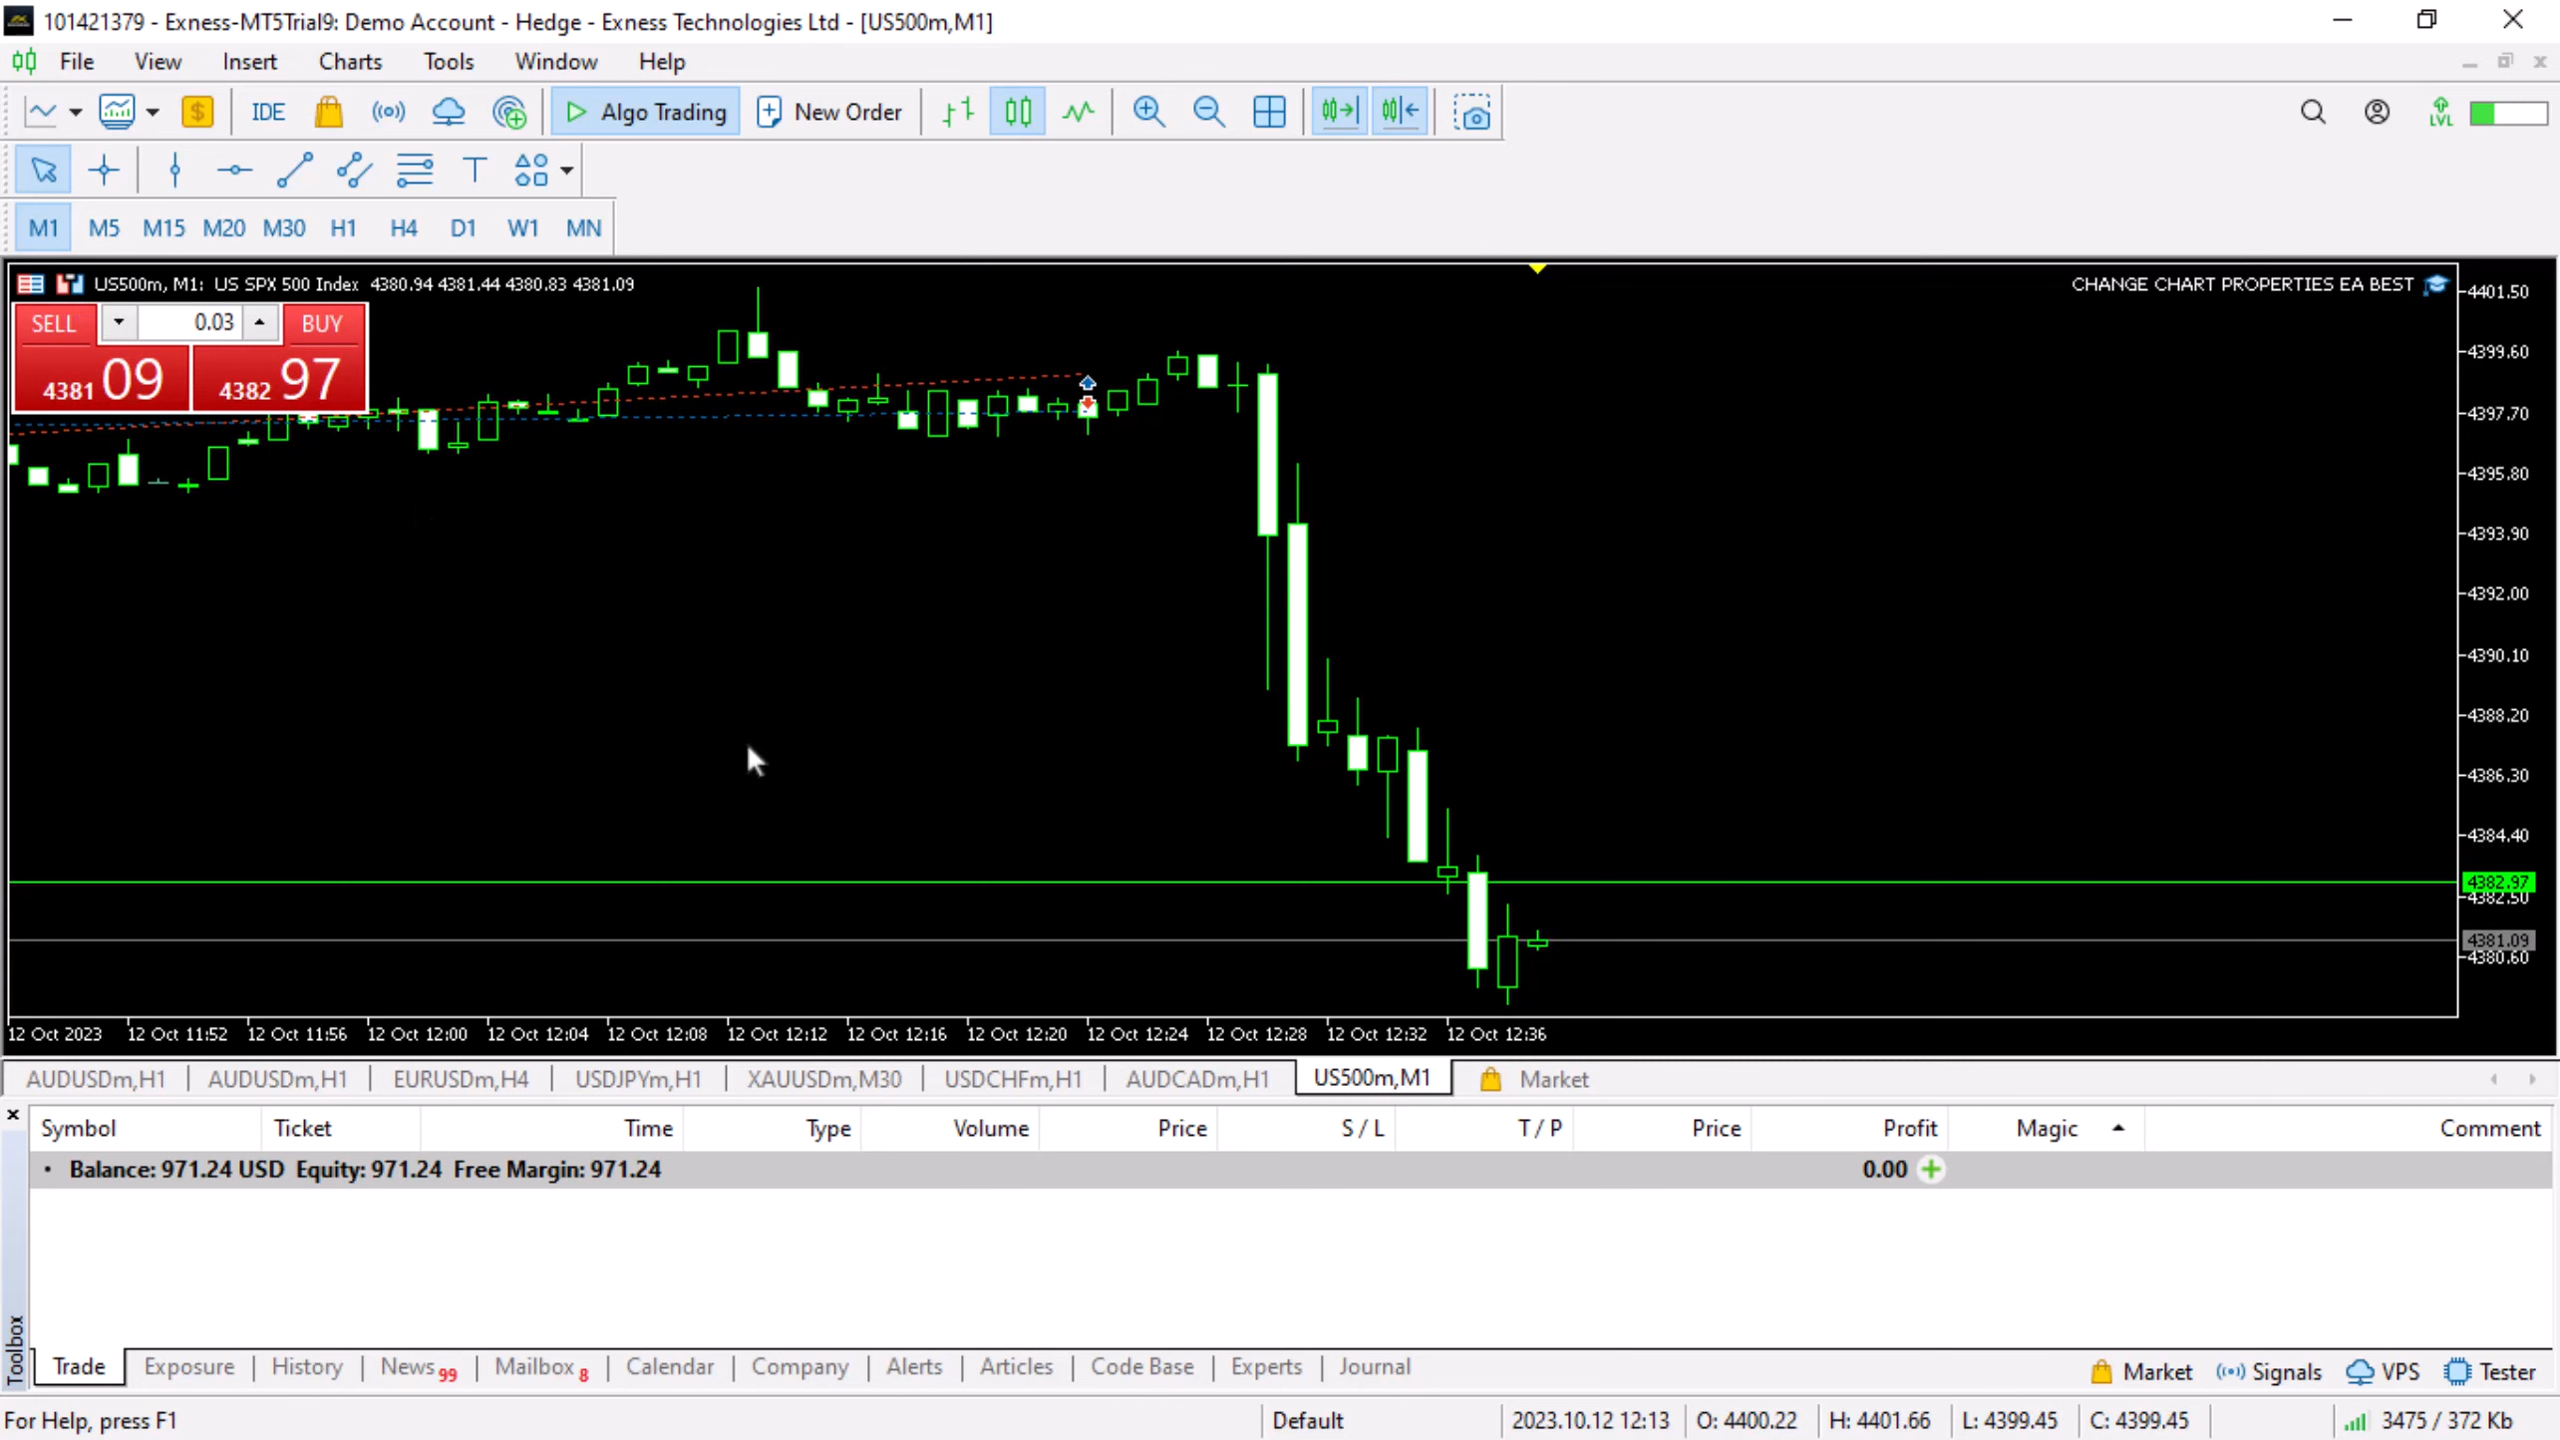 101421379 - Exness-MT5Trial9: Demo Account - Hedge - Exness Technologies Ltd - [US500m,M1]
File View Insert Charts Tools Window Help
IDE Algo Trading New Order LVL
T
M1 M5 M15 M20 M30 H1 H4 D1 W1 MN
US500m, M1: US SPX 500 Index 4380.94 4381.44 4380.83 4381.09
CHANGE CHART PROPERTIES EA BEST
SELL 0.03 BUY
4381 09 4382 97
4401.50
4399.60
4397.70
4395.80
4393.90
4392.00
4390.10
4388.20
4386.30
4384.40
4382.97
4382.50
4381.09
4380.60
12 Oct 2023 12 Oct 11:52 12 Oct 11:56 12 Oct 12:00 12 Oct 12:04 12 Oct 12:08 12 Oct 12:12 12 Oct 12:16 12 Oct 12:20 12 Oct 12:24 12 Oct 12:28 12 Oct 12:32 12 Oct 12:36
AUDUSDm,H1 AUDUSDm,H1 EURUSDm,H4 USDJPYm,H1 XAUUSDm,M30 USDCHFm,H1 AUDCADm,H1 US500m,M1 Market
Symbol Ticket Time Type Volume Price S / L T / P Price Profit Magic Comment
Balance: 971.24 USD Equity: 971.24 Free Margin: 971.24 0.00
Toolbox
Trade Exposure History News 99 Mailbox 8 Calendar Company Alerts Articles Code Base Experts Journal Market Signals VPS Tester
For Help, press F1 Default 2023.10.12 12:13 O: 4400.22 H: 4401.66 L: 4399.45 C: 4399.45 3475 / 372 Kb